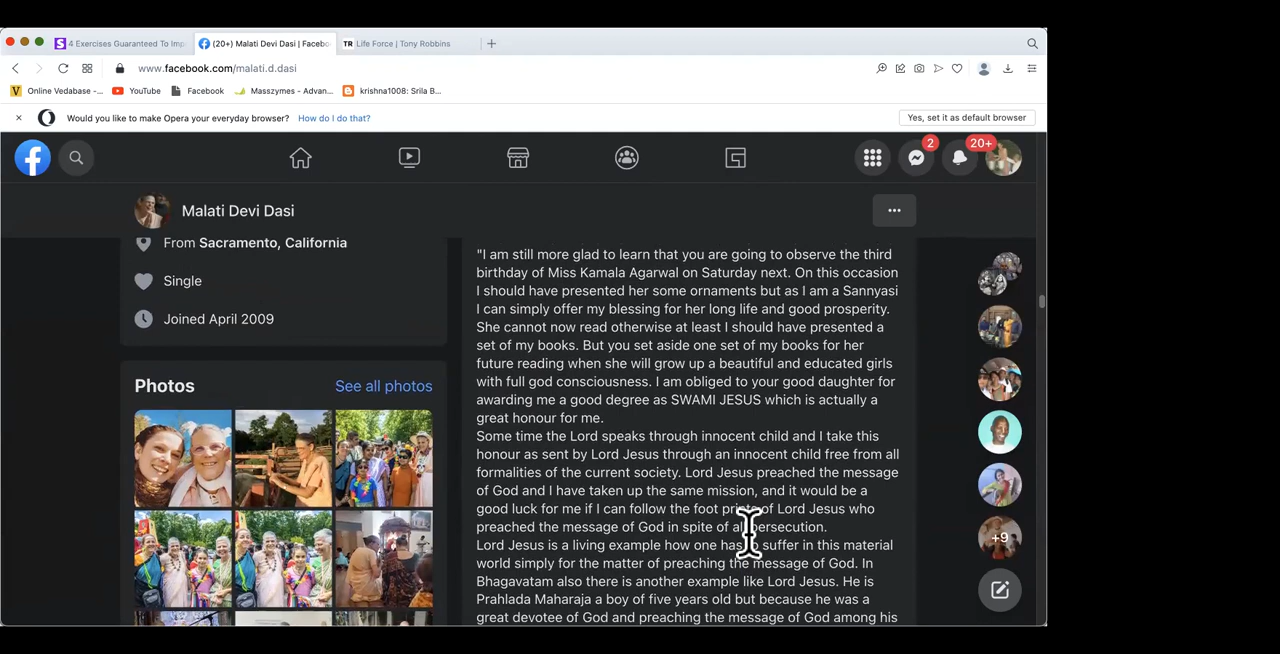 4 Exercises Guaranteed To Imp
(20+) Malati Devi Dasi | Facebo
TR Life Force | Tony Robbins
www.facebook.com/malati.d.dasi
Online Vedabase -... YouTube Facebook Masszymes - Advan... krishna1008: Srila B...
Would you like to make Opera your everyday browser? How do I do that? Yes, set it as default browser
2 20+
Malati Devi Dasi
From Sacramento, California
Single
Joined April 2009
Photos See all photos
"I am still more glad to learn that you are going to observe the third
birthday of Miss Kamala Agarwal on Saturday next. On this occasion
I should have presented her some ornaments but as I am a Sannyasi
I can simply offer my blessing for her long life and good prosperity.
She cannot now read otherwise at least I should have presented a
set of my books. But you set aside one set of my books for her
future reading when she will grow up a beautiful and educated girls
with full god consciousness. I am obliged to your good daughter for
awarding me a good degree as SWAMI JESUS which is actually a
great honour for me.
Some time the Lord speaks through innocent child and I take this
honour as sent by Lord Jesus through an innocent child free from all
formalities of the current society. Lord Jesus preached the message
of God and I have taken up the same mission, and it would be a
good luck for me if I can follow the foot prints of Lord Jesus who
preached the message of God in spite of all persecution.
Lord Jesus is a living example how one has to suffer in this material
world simply for the matter of preaching the message of God. In
Bhagavatam also there is another example like Lord Jesus. He is
Prahlada Maharaja a boy of five years old but because he was a
great devotee of God and preaching the message of God among his
+9